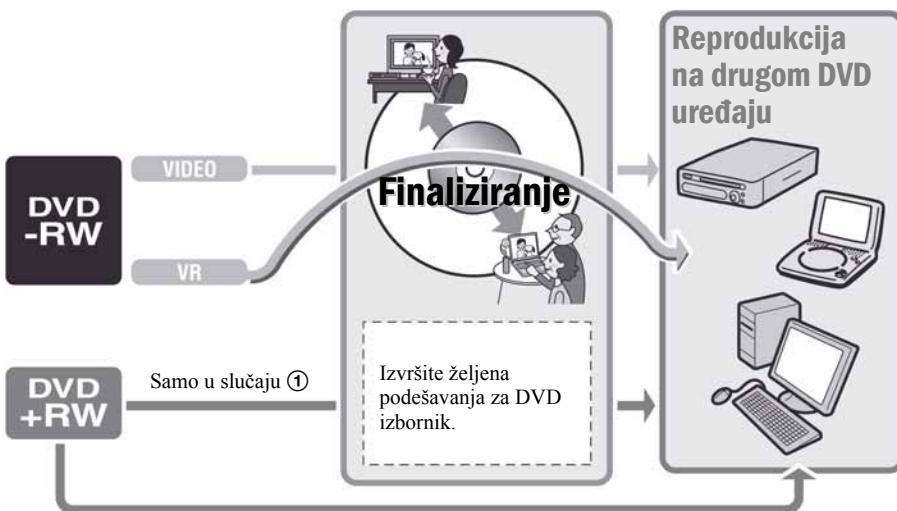 Reprodukcija
na drugom DVD
uređaju
DVD
-RW
VIDEO
VR
Finaliziranje
DVD
+RW
Samo u slučaju ①
Izvršite željena
podešavanja za DVD
izbornik.